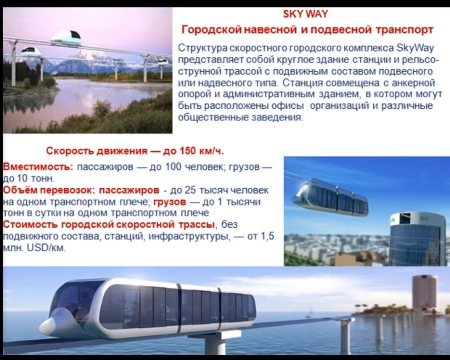 SKY WAY
Городской навесной и подвесной транспорт
Структура скоростного городского комплекса SkyWay
представляет собой круглое здание станции и рельсо-
струнной трассой с подвижным составом подвесного
или надвесного типа. Станция совмещена с анкерной
опорой и административным зданием, в котором могут
быть расположены офисы организаций и различные
общественные заведения.
Скорость движения — до 150 км/ч.
Вместимость: пассажиров — до 100 человек; грузов —
до 10 тонн.
Объём перевозок: пассажиров - до 25 тысяч человек
на одном транспортном плече; грузов — до 1 тысячи
тонн в сутки на одном транспортном плече
Стоимость городской скоростной трассы, без
подвижного состава, станций, инфраструктуры, — от 1,5
млн. USD/км.